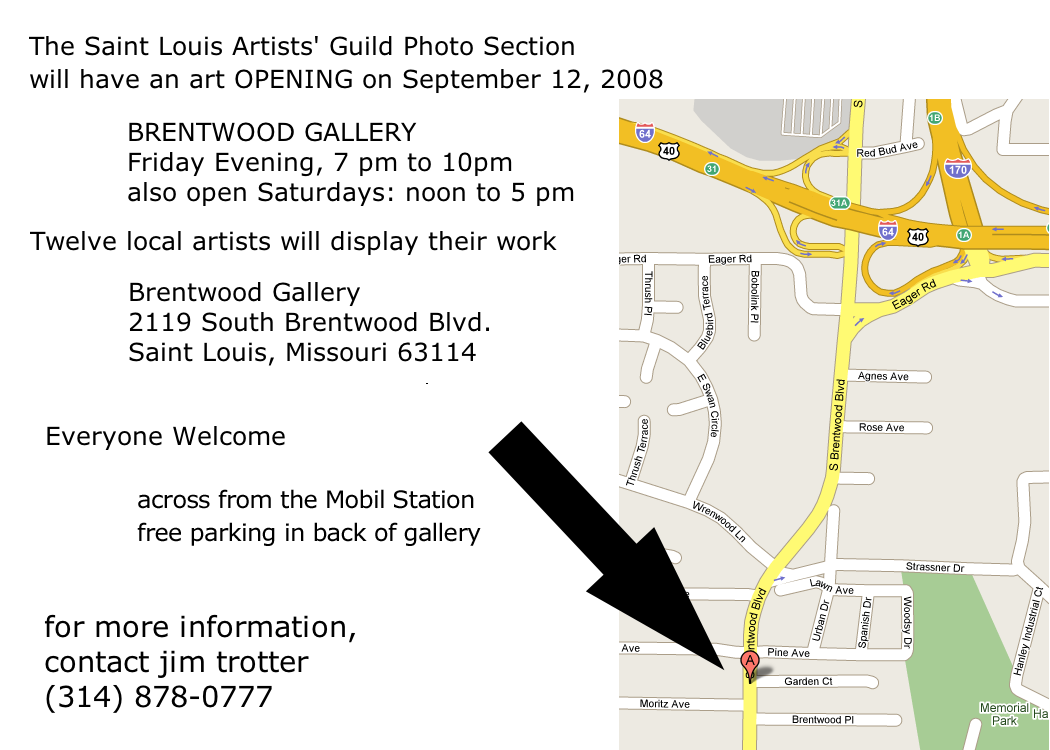 The Saint Louis Artists' Guild Photo Section
will have an art OPENING on September 12, 2008
BRENTWOOD GALLERY
Friday Evening, 7 pm to 10pm
also open Saturdays: noon to 5 pm
Twelve local artists will display their work
Brentwood Gallery
2119 South Brentwood Blvd.
Saint Louis, Missouri 63114
Everyone Welcome
across from the Mobil Station
free parking in back of gallery
for more information,
contact jim trotter
(314) 878-0777
S
1B
64
40
Red Bud Ave
31
170
31A
64
40
1A
ger Rd
Eager Rd
Thrush Pl
Bluebird Terrace
Bobolink Pl
Eager Rd
Agnes Ave
E Swan Circle
S Brentwood Blvd
Rose Ave
Thrush Terrace
Wrenwood Ln
Strassner Dr
Lawn Ave
ntwood Blvd
Urban Dr
Spanish Dr
Woodsy Dr
Hanley Industrial Ct
Ave
Pine Ave
A
Garden Ct
Moritz Ave
Brentwood Pl
Memorial
Park
Ha